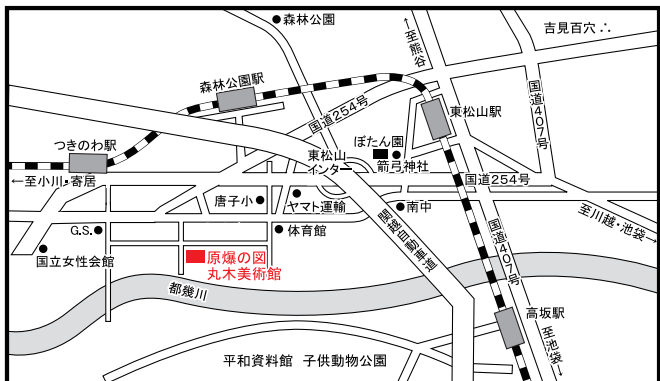 森林公園
←至熊谷
吉見百穴
森林公園駅
国道254号
国道407号
東松山駅
つきのわ駅
ぼたん園
東松山
インター
箭弓神社
←至小川・寄居
国道254号
唐子小
ヤマト運輸
南中
至川越・池袋→
G.S.
体育館
関越自動車道
国道407号
国立女性会館
原爆の図
丸木美術館
都幾川
高坂駅
至池袋→
平和資料館 子供動物公園